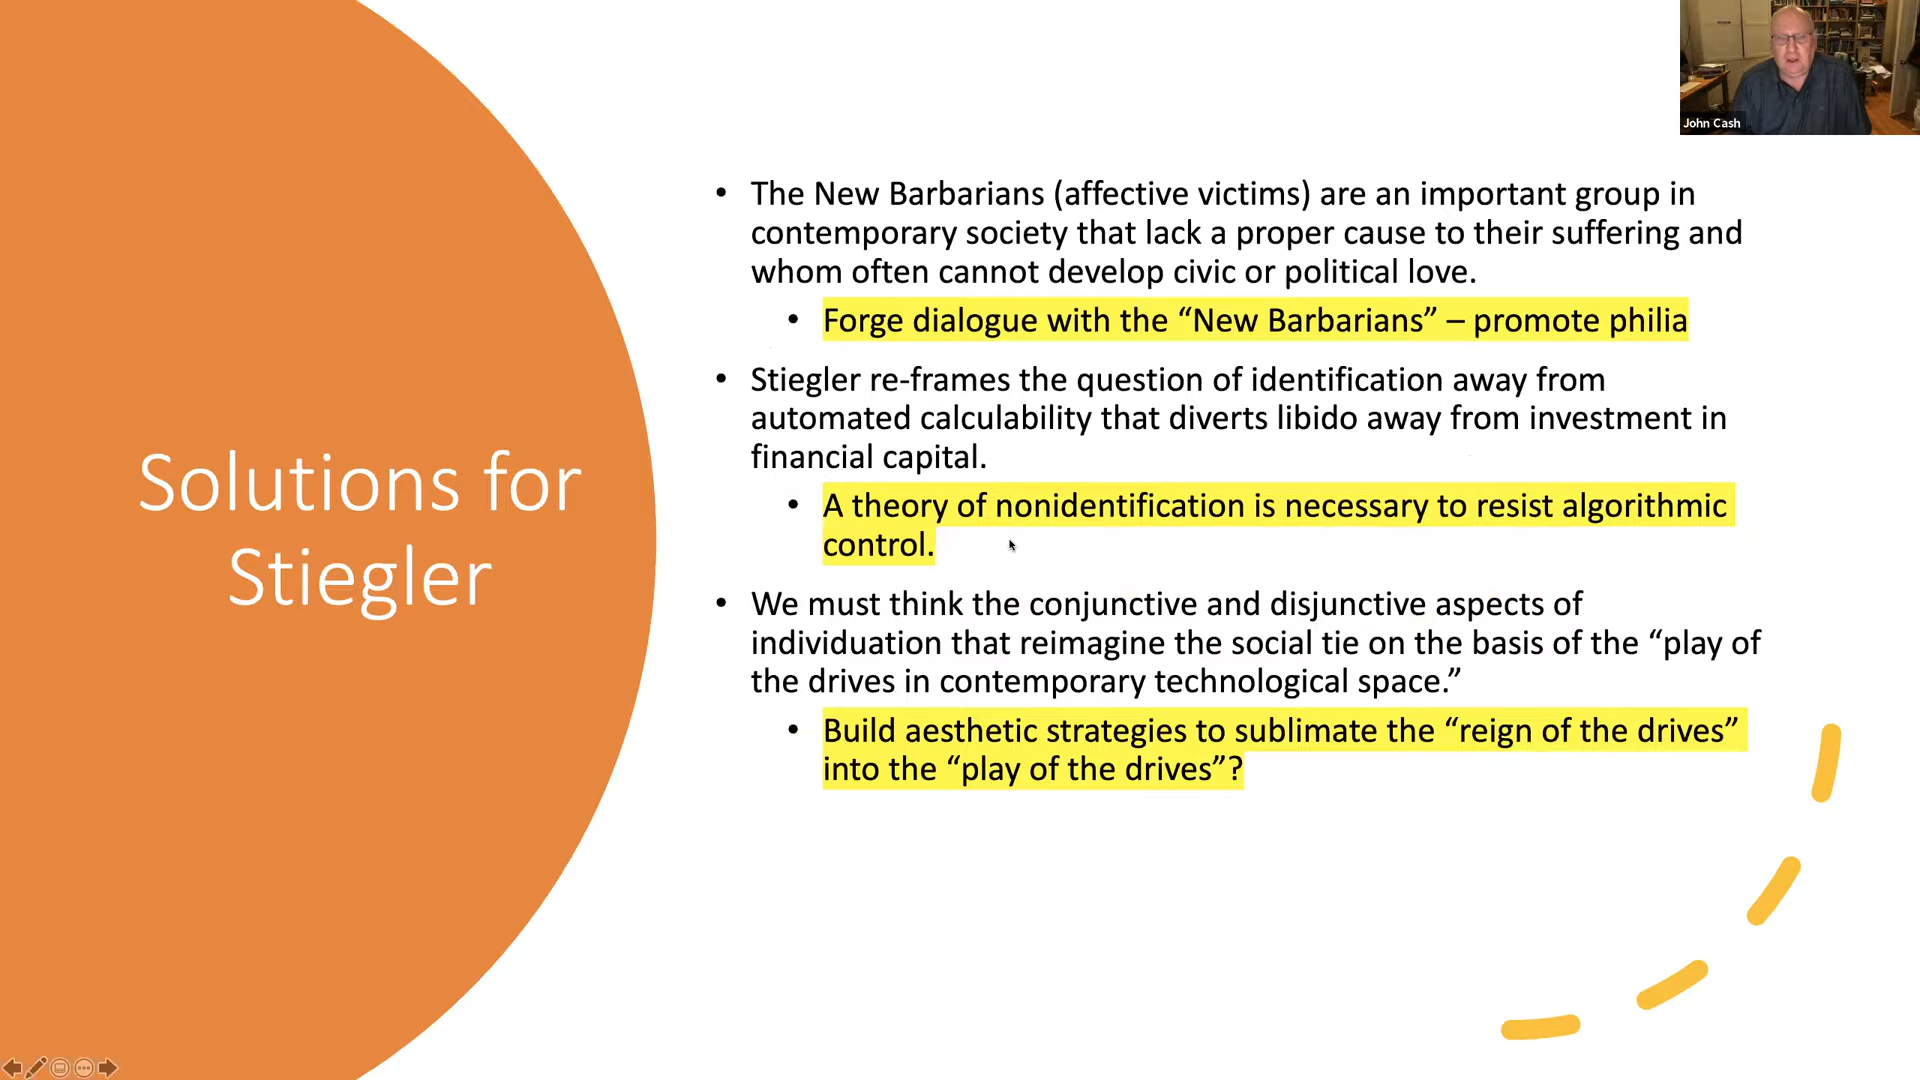 John Cash
Solutions for
Stiegler
• The New Barbarians (affective victims) are an important group in
contemporary society that lack a proper cause to their suffering and
whom often cannot develop civic or political love.
• Forge dialogue with the “New Barbarians” – promote philia
• Stiegler re-frames the question of identification away from
automated calculability that diverts libido away from investment in
financial capital.
• A theory of nonidentification is necessary to resist algorithmic
control.
• We must think the conjunctive and disjunctive aspects of
individuation that reimagine the social tie on the basis of the “play of
the drives in contemporary technological space.”
• Build aesthetic strategies to sublimate the “reign of the drives”
into the “play of the drives”?